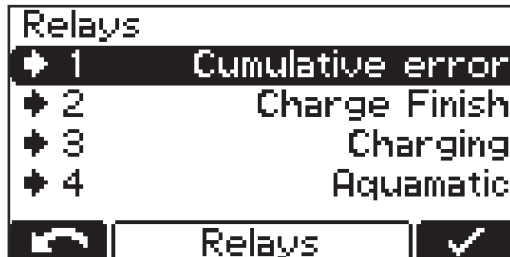 Relays
1 Cumulative error
2 Charge Finish
3 Charging
4 Aquamatic
Relays